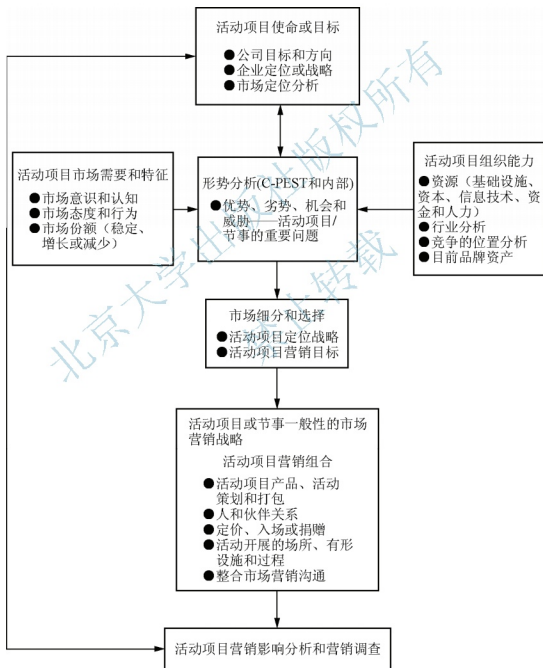 活动项目使命或目标
●公司目标和方向
●企业定位或战略
●市场定位分析
活动项目市场需要和特征
●市场意识和认知
●市场态度和行为
●市场份额（稳定、
增长或减少）
形势分析(C-PEST和内部)
●优势、劣势、机会和
威胁——活动项目/
节事的重要问题
活动项目组织能力
●资源（基础设施、
资本、信息技术、资
金和人力）
●行业分析
●竞争的位置分析
●目前品牌资产
市场细分和选择
●活动项目定位战略
●活动项目营销目标
活动项目或节事一般性的市场
营销战略
活动项目营销组合
●活动项目产品、活动
策划和打包
●人和伙伴关系
●定价、入场或捐赠
●活动开展的场所、有形
设施和过程
●整合市场营销沟通
活动项目营销影响分析和营销调查
北京大学出版社版权所有
禁止转载